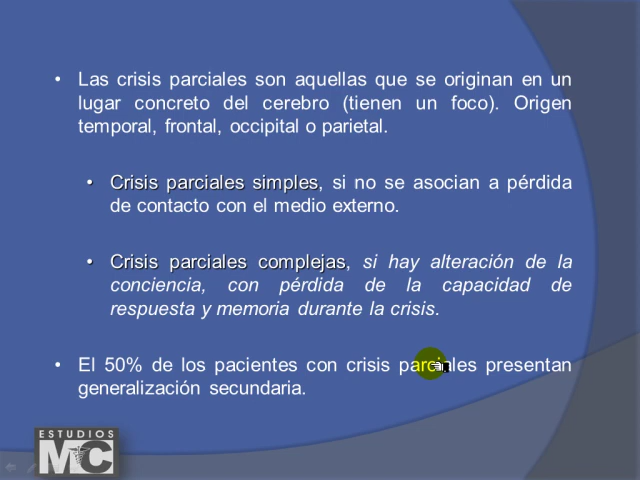 • Las crisis parciales son aquellas que se originan en un
lugar concreto del cerebro (tienen un foco). Origen
temporal, frontal, occipital o parietal.
• Crisis parciales simples, si no se asocian a pérdida
de contacto con el medio externo.
• Crisis parciales complejas, si hay alteración de la
conciencia, con pérdida de la capacidad de
respuesta y memoria durante la crisis.
• El 50% de los pacientes con crisis parciales presentan
generalización secundaria.
ESTUDIOS
MC